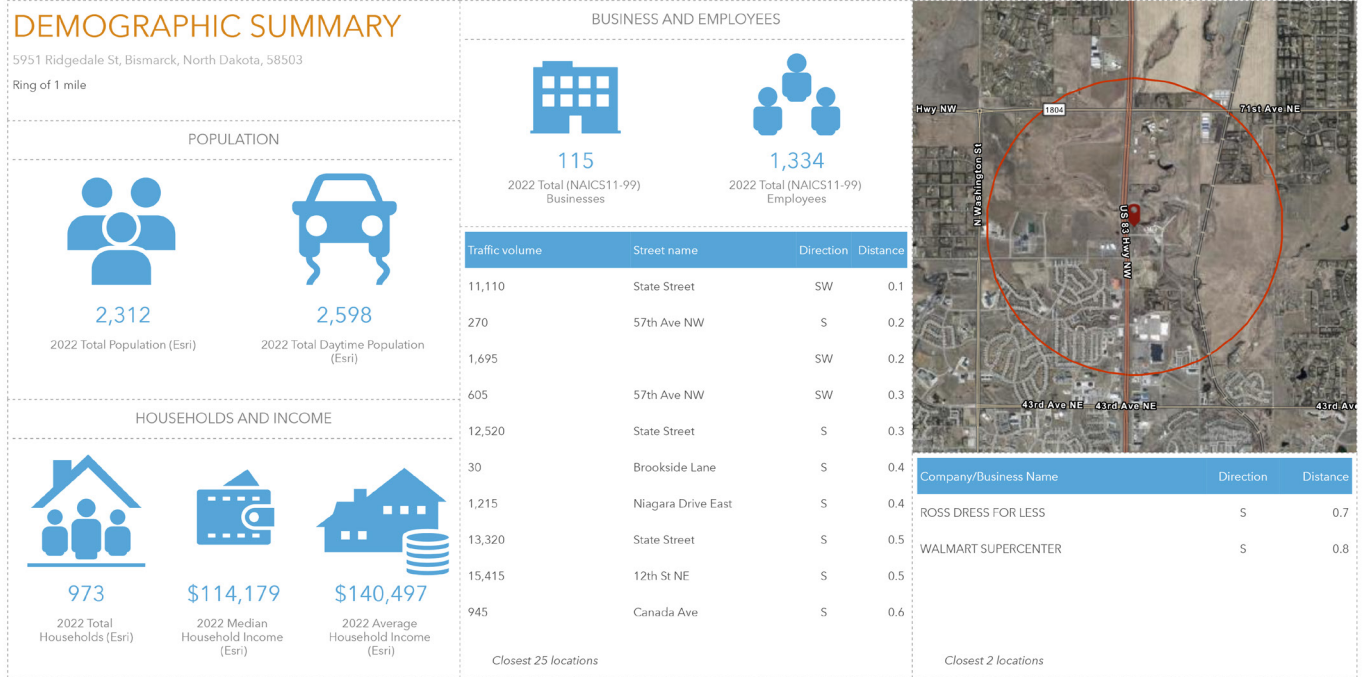 DEMOGRAPHIC SUMMARY
5951 Ridgedale St, Bismarck, North Dakota, 58503
Ring of 1 mile
POPULATION
2,312
2022 Total Population (Esri)
2,598
2022 Total Daytime Population
(Esri)
HOUSEHOLDS AND INCOME
973
2022 Total
Households (Esri)
$114,179
2022 Median
Household Income
(Esri)
$140,497
2022 Average
Household Income
(Esri)
BUSINESS AND EMPLOYEES
115
2022 Total (NAICS11-99)
Businesses
1,334
2022 Total (NAICS11-99)
Employees
Traffic volume Street name Direction Distance
11,110 State Street SW 0.1
270 57th Ave NW S 0.2
1,695 SW 0.2
605 57th Ave NW SW 0.3
12,520 State Street S 0.3
30 Brookside Lane S 0.4
1,215 Niagara Drive East S 0.4
13,320 State Street S 0.5
15,415 12th St NE S 0.5
945 Canada Ave S 0.6
Closest 25 locations
Hwy NW
1804
71st Ave NE
N Washington St
US 83 Hwy NW
43rd Ave NE
43rd Ave NE
43rd Ave
Company/Business Name Direction Distance
ROSS DRESS FOR LESS S 0.7
WALMART SUPERCENTER S 0.8
Closest 2 locations